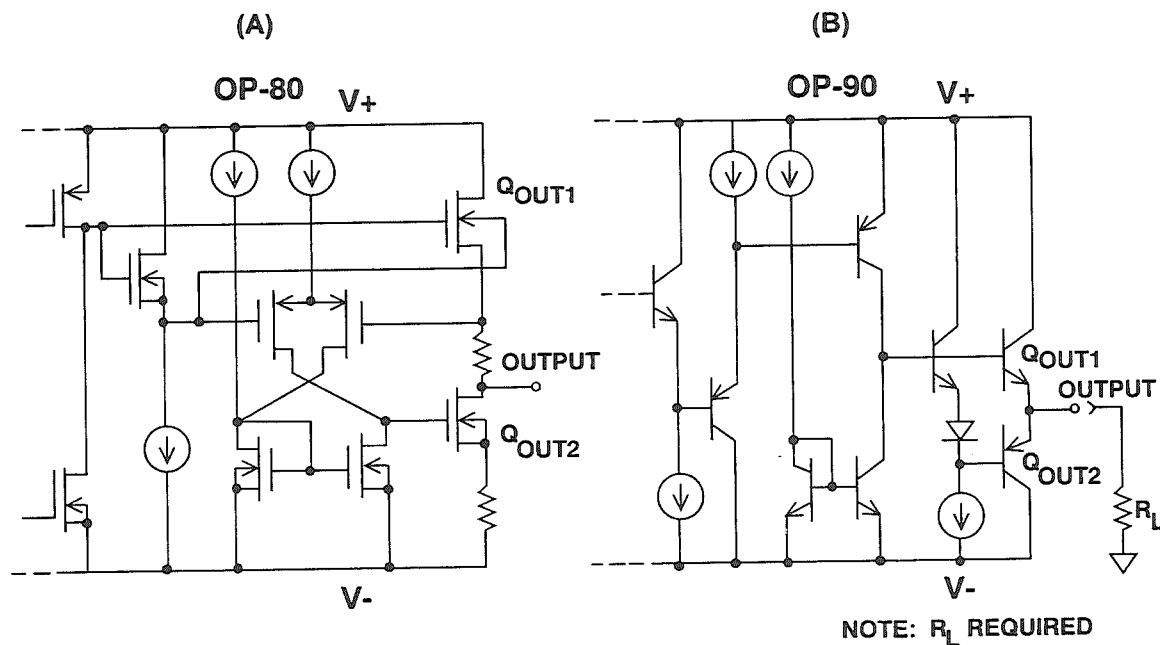 (A)
OP-80
V+
QOUT1
OUTPUT
QOUT2
V-
(B)
OP-90
V+
QOUT1
OUTPUT
QOUT2
RL
V-
NOTE: RL REQUIRED